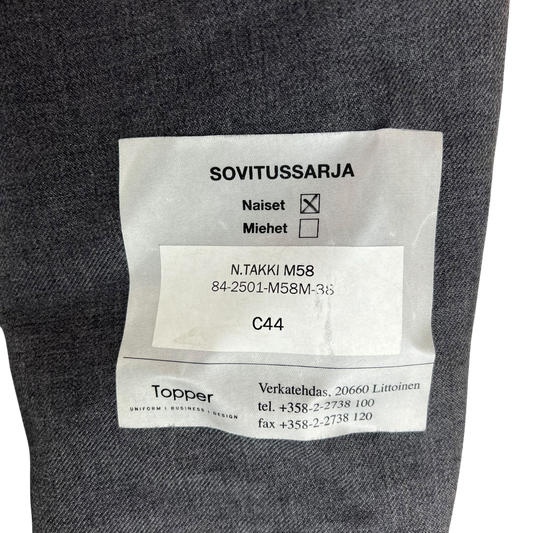 SOVITUSSARJA
Naiset
Miehet
N.TAKKI M58
84-2501-M58M-38
C44
Topper
UNIFORM | BUSINESS | DESIGN
Verkatehdas, 20660 Littoinen
tel. +358-2-2738 100
fax +358-2-2738 120